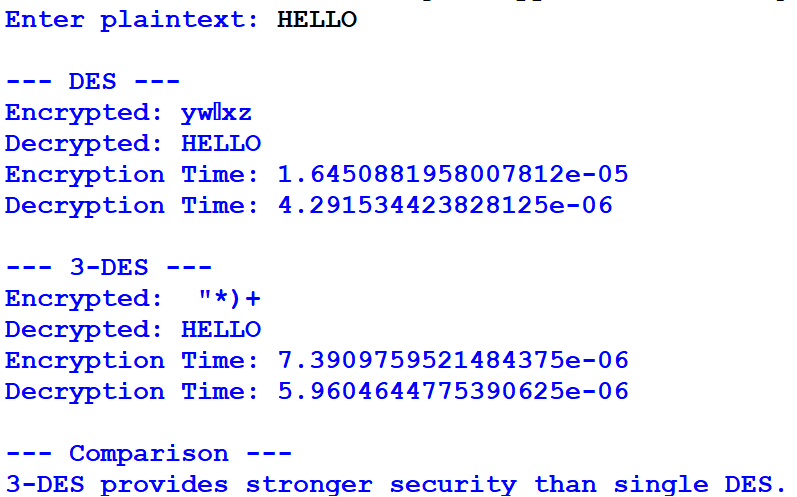 Enter plaintext: HELLO
--- DES ---
Encrypted: yw▯xz
Decrypted: HELLO
Encryption Time: 1.6450881958007812e-05
Decryption Time: 4.291534423828125e-06
--- 3-DES ---
Encrypted:  "*)+
Decrypted: HELLO
Encryption Time: 7.3909759521484375e-06
Decryption Time: 5.9604644775390625e-06
--- Comparison ---
3-DES provides stronger security than single DES.